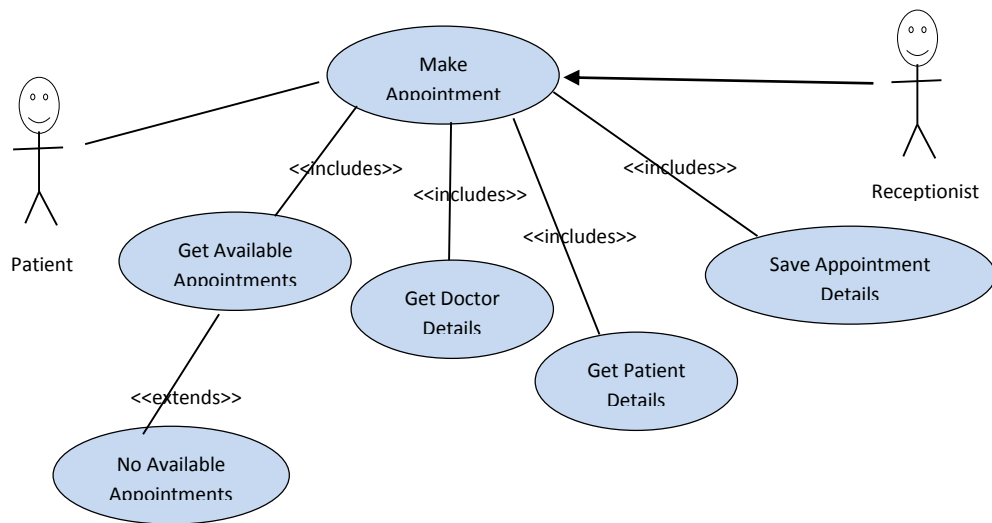 Make
Appointment
<<includes>>
<<includes>>
<<includes>>
<<includes>>
Receptionist
Patient
Get Available
Appointments
Get Doctor
Details
Save Appointment
Details
Get Patient
Details
<<extends>>
No Available
Appointments